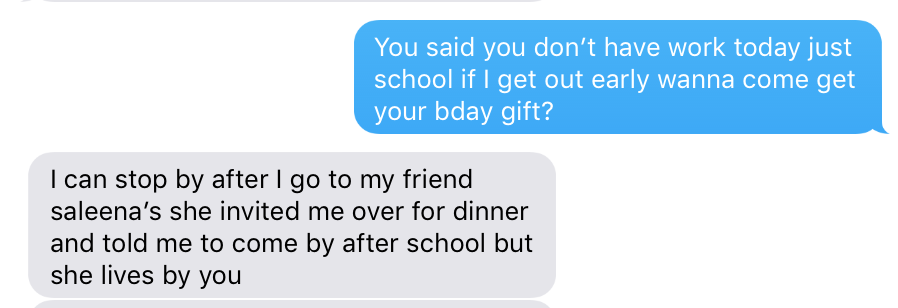 You said you don't have work today just
school if I get out early wanna come get
your bday gift?
I can stop by after I go to my friend
saleena's she invited me over for dinner
and told me to come by after school but
she lives by you